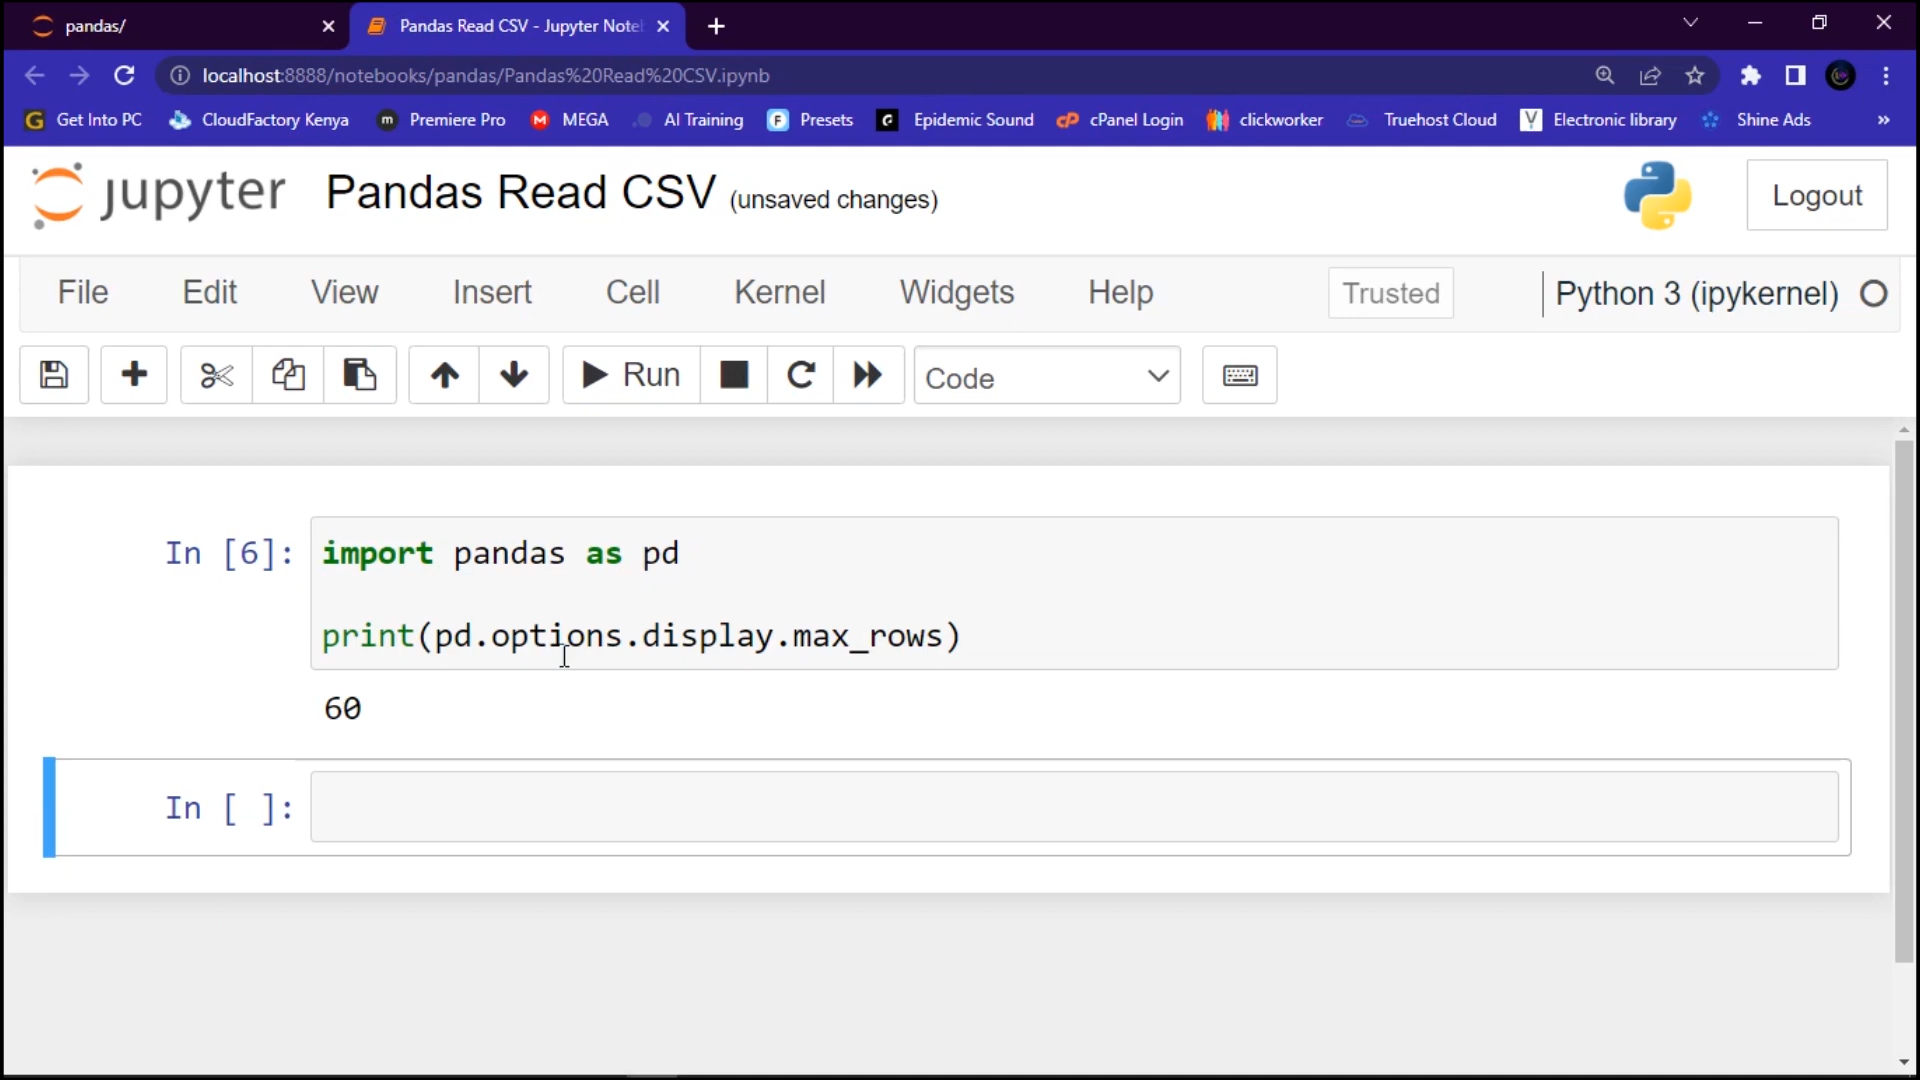 pandas/
Pandas Read CSV - Jupyter Note
localhost:8888/notebooks/pandas/Pandas%20Read%20CSV.ipynb
Get Into PC CloudFactory Kenya Premiere Pro MEGA AI Training Presets Epidemic Sound cPanel Login clickworker Truehost Cloud Electronic library Shine Ads »
jupyter Pandas Read CSV (unsaved changes) Logout
File Edit View Insert Cell Kernel Widgets Help Trusted Python 3 (ipykernel)
Run Code
In [6]: import pandas as pd
print(pd.options.display.max_rows)
60
In [ ]: